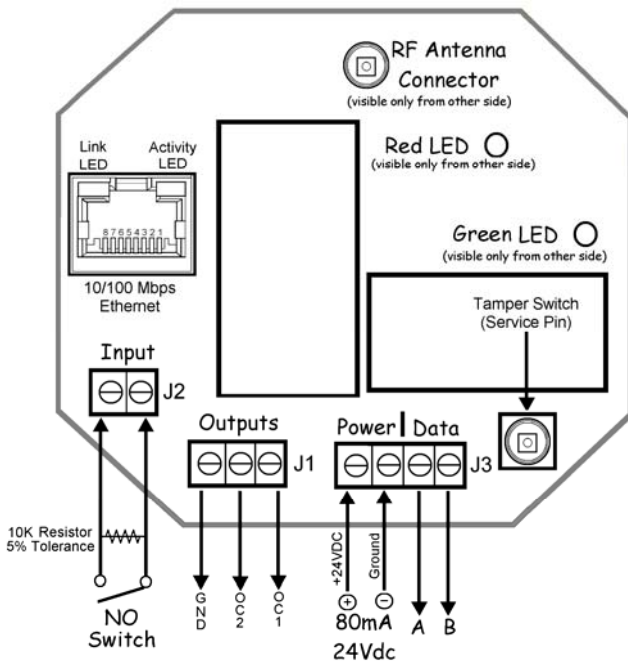 RF Antenna
Connector
(visible only from other side)
Link
LED
Activity
LED
Red LED
(visible only from other side)
87654321
Green LED
(visible only from other side)
10/100 Mbps
Ethernet
Tamper Switch
(Service Pin)
Input
J2
Outputs
J1
Power | Data
J3
10K Resistor
5% Tolerance
+24VDC
Ground
GND
OC2
OC1
NO
Switch
+
-
80mA
24Vdc
A
B